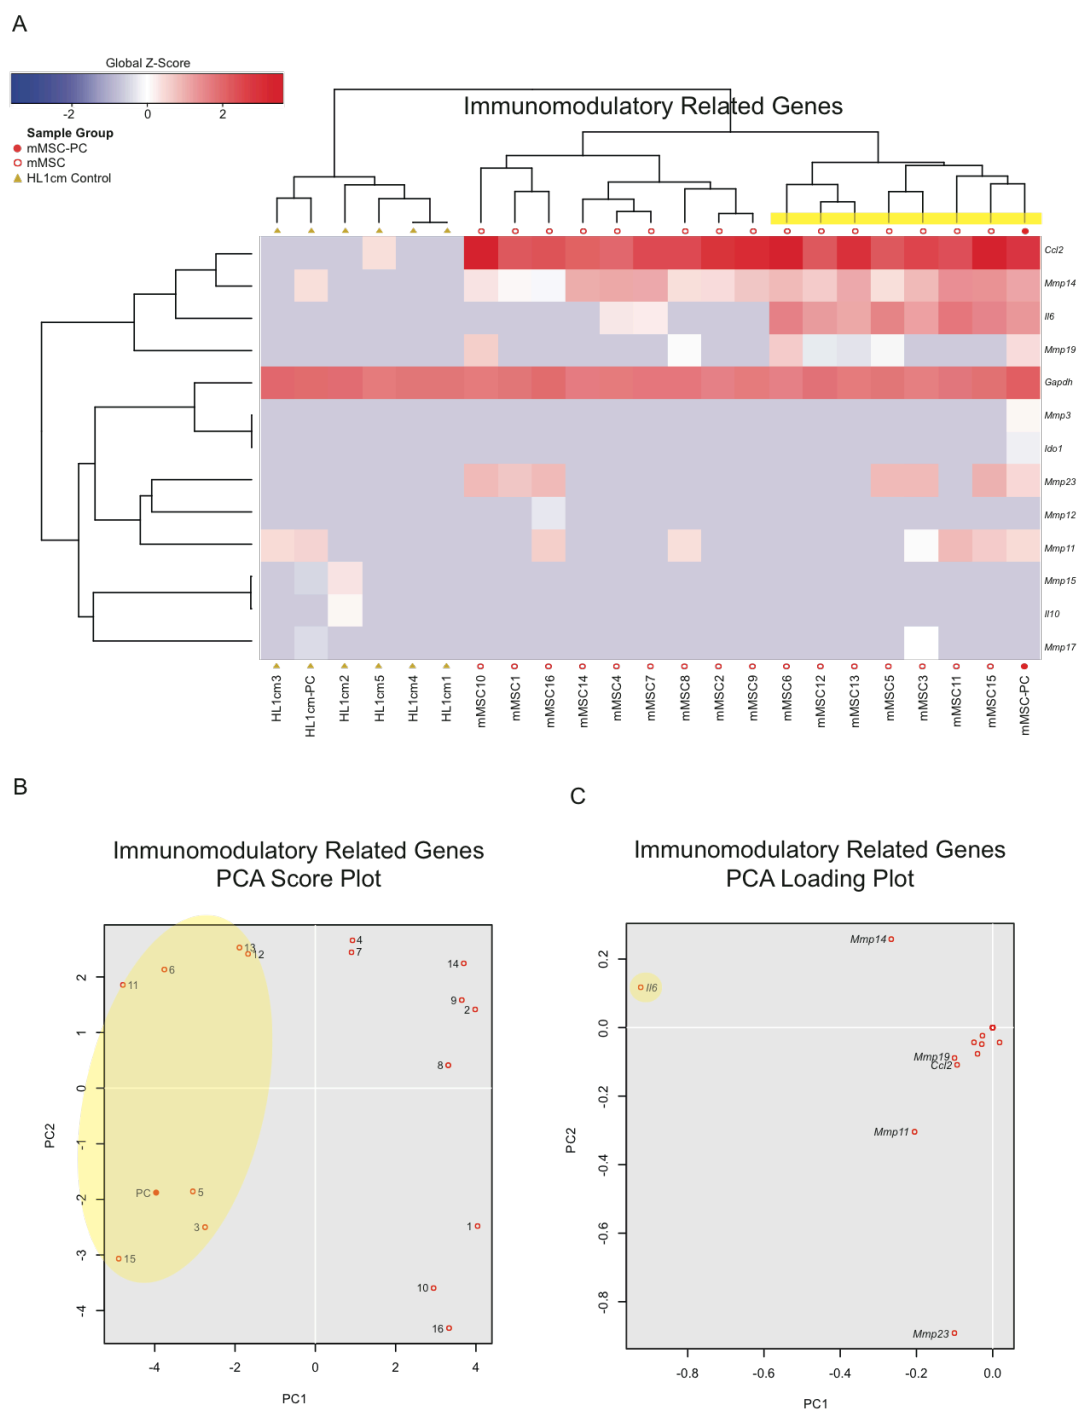 A
Global Z-Score
-2 0 2
Sample Group
mMSC-PC
mMSC
HL1cm Control
Immunomodulatory Related Genes
Ccl2
Mmp14
Il6
Mmp19
Gapdh
Mmp3
Ido1
Mmp23
Mmp12
Mmp11
Mmp15
Il10
Mmp17
HL1cm3
HL1cm-PC
HL1cm2
HL1cm5
HL1cm4
HL1cm1
mMSC10
mMSC1
mMSC16
mMSC14
mMSC4
mMSC7
mMSC8
mMSC2
mMSC9
mMSC6
mMSC12
mMSC13
mMSC5
mMSC3
mMSC11
mMSC15
mMSC-PC
B
Immunomodulatory Related Genes
PCA Score Plot
PC2
2
1
0
-1
-2
-3
-4
4
7
13
12
14
6
11
9
2
8
PC
5
3
1
15
10
16
-4 -2 0 2 4
PC1
C
Immunomodulatory Related Genes
PCA Loading Plot
PC2
0.2
0.0
-0.2
-0.4
-0.6
-0.8
Mmp14
Il6
Mmp19
Ccl2
Mmp11
Mmp23
-0.8 -0.6 -0.4 -0.2 0.0
PC1